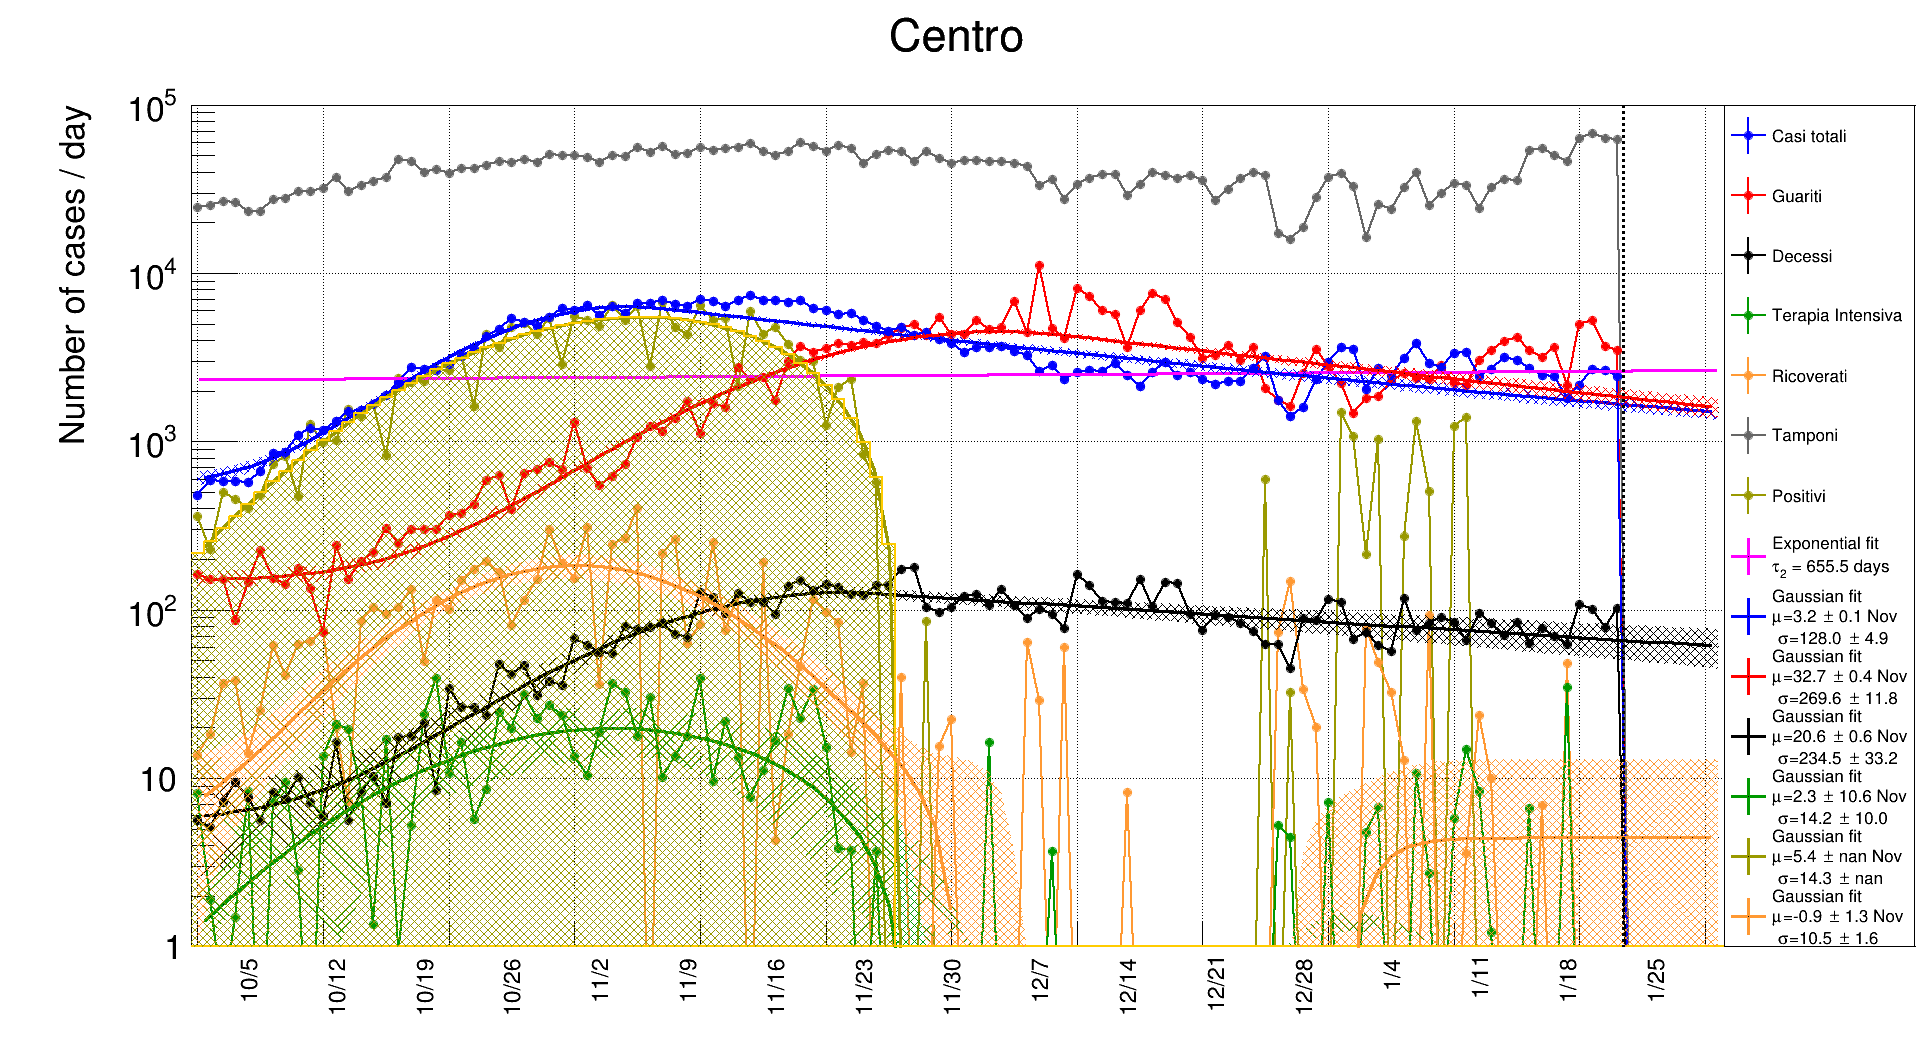 Centro
Number of cases / day
10^5
10^4
10^3
10^2
10
1
10/5
10/12
10/19
10/26
11/2
11/9
11/16
11/23
11/30
12/7
12/14
12/21
12/28
1/4
1/11
1/18
1/25
Casi totali
Guariti
Decessi
Terapia Intensiva
Ricoverati
Tamponi
Positivi
Exponential fit
τ_2 = 655.5 days
Gaussian fit
μ=3.2 ± 0.1 Nov
σ=128.0 ± 4.9
Gaussian fit
μ=32.7 ± 0.4 Nov
σ=269.6 ± 11.8
Gaussian fit
μ=20.6 ± 0.6 Nov
σ=234.5 ± 33.2
Gaussian fit
μ=2.3 ± 10.6 Nov
σ=14.2 ± 10.0
Gaussian fit
μ=5.4 ± nan Nov
σ=14.3 ± nan
Gaussian fit
μ=-0.9 ± 1.3 Nov
σ=10.5 ± 1.6